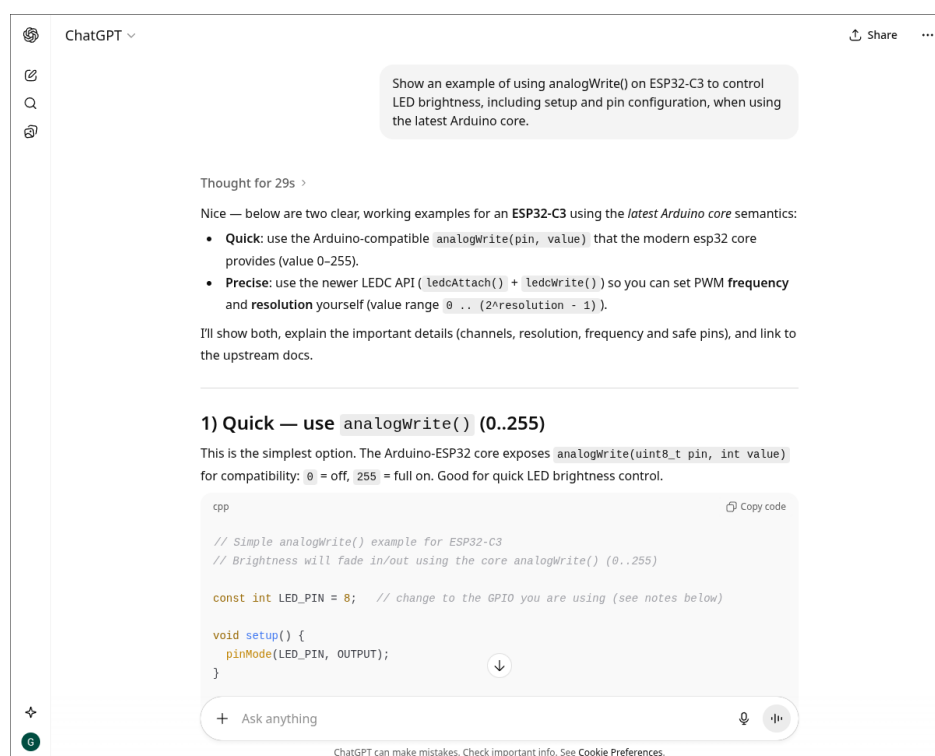 ChatGPT
Share
Show an example of using analogWrite() on ESP32-C3 to control
LED brightness, including setup and pin configuration, when using
the latest Arduino core.
Thought for 29s
Nice — below are two clear, working examples for an ESP32-C3 using the latest Arduino core semantics:
• Quick: use the Arduino-compatible analogWrite(pin, value) that the modern esp32 core
provides (value 0–255).
• Precise: use the newer LEDC API ( ledcAttach() + ledcWrite() ) so you can set PWM frequency
and resolution yourself (value range 0 .. (2^resolution - 1) ).
I'll show both, explain the important details (channels, resolution, frequency and safe pins), and link to
the upstream docs.
1) Quick — use analogWrite() (0..255)
This is the simplest option. The Arduino-ESP32 core exposes analogWrite(uint8_t pin, int value)
for compatibility: 0 = off, 255 = full on. Good for quick LED brightness control.
cpp
Copy code
// Simple analogWrite() example for ESP32-C3
// Brightness will fade in/out using the core analogWrite() (0..255)
const int LED_PIN = 8;   // change to the GPIO you are using (see notes below)
void setup() {
  pinMode(LED_PIN, OUTPUT);
}
Ask anything
G
ChatGPT can make mistakes. Check important info. See Cookie Preferences.